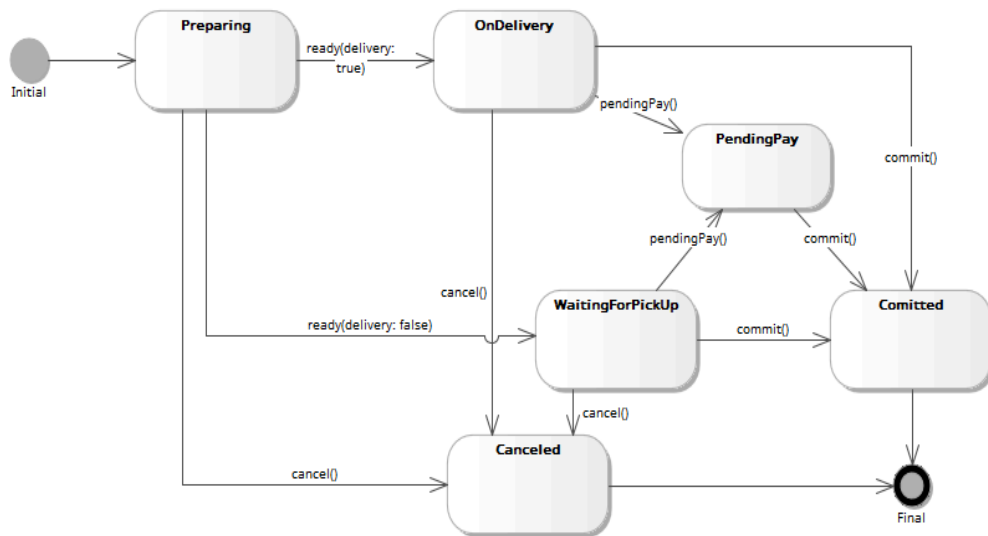 Preparing
OnDelivery
ready(delivery:
true)
Initial
pendingPay()
PendingPay
commit()
pendingPay()
commit()
cancel()
WaitingForPickUp
Comitted
ready(delivery: false)
commit()
cancel()
Canceled
cancel()
Final